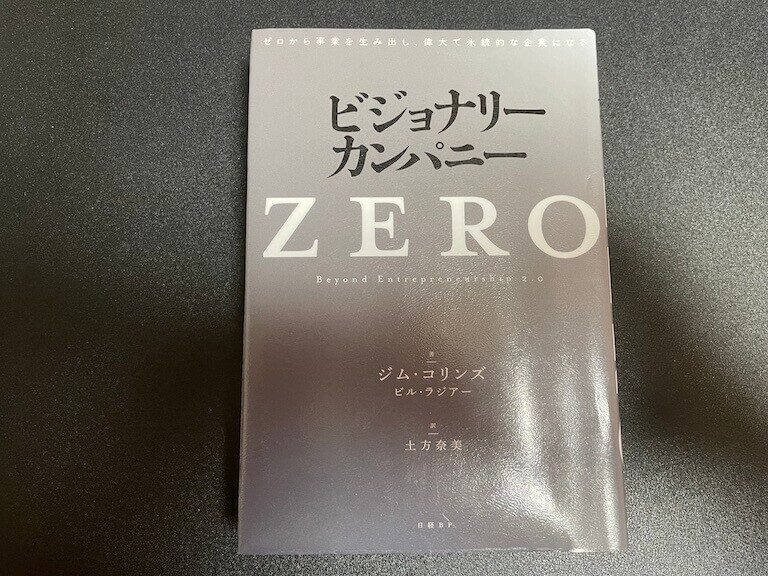 ゼロから事業を生み出し、偉大で永続的な企業になる
ビジョナリー
カンパニー
ZERO
Beyond Entrepreneurship 2.0
著
ジム・コリンズ
ビル・ラジアー
訳
土方奈美
日経BP